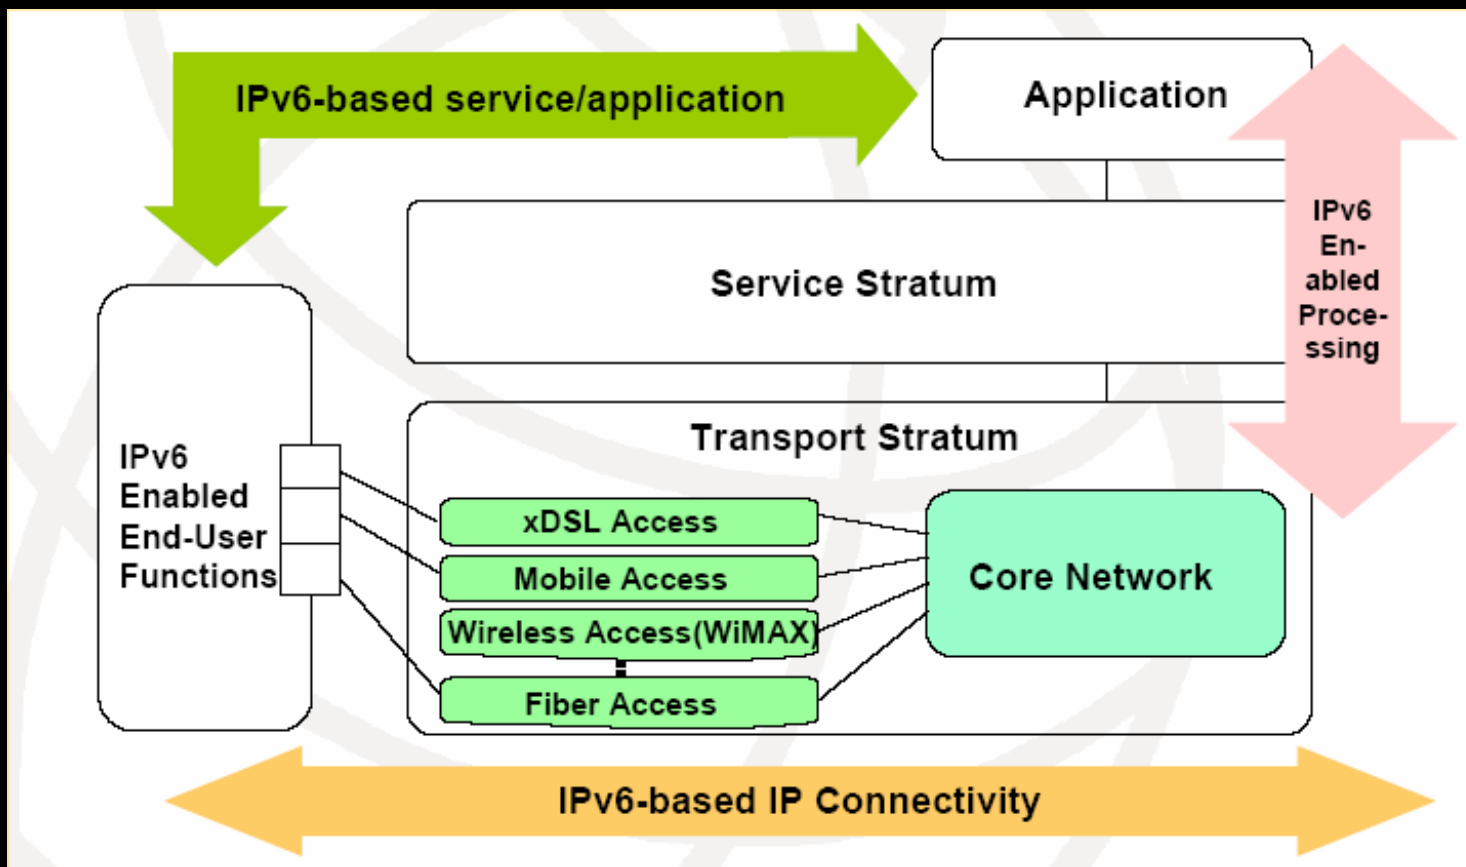 IPv6-based service/application
Application
IPv6
En-
abled
Proce-
ssing
Service Stratum
Transport Stratum
IPv6
Enabled
End-User
Functions
xDSL Access
Mobile Access
Wireless Access(WiMAX)
Fiber Access
Core Network
IPv6-based IP Connectivity